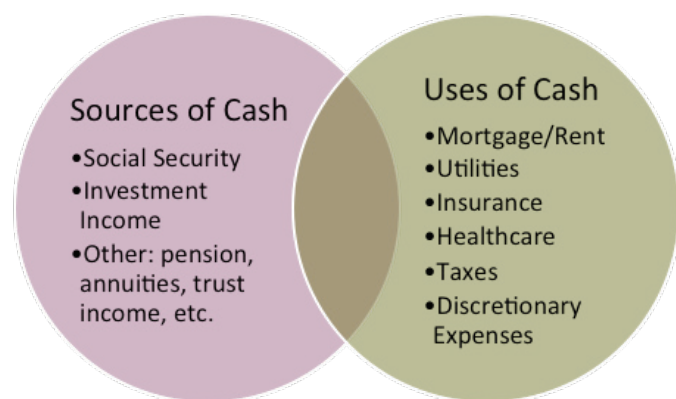 Sources of Cash
•Social Security
•Investment
Income
•Other: pension,
annuities, trust
income, etc.
Uses of Cash
•Mortgage/Rent
•Utilities
•Insurance
•Healthcare
•Taxes
•Discretionary
Expenses